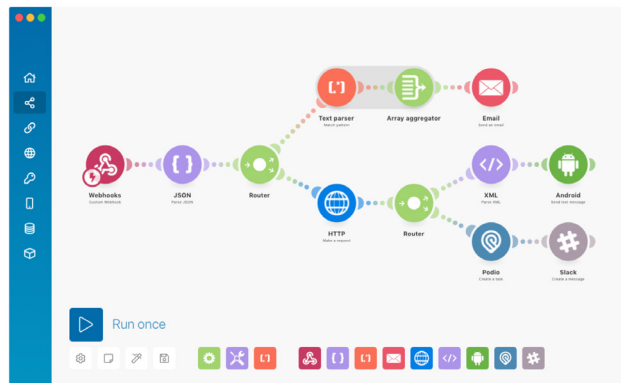 Text parser
Match pattern
Array aggregator
Email
Send an email
Webhooks
Custom Webhook
JSON
Parse JSON
Router
HTTP
Make a request
Router
XML
Parse XML
Android
Send text message
Podio
Create a task
Slack
Create a message
Run once